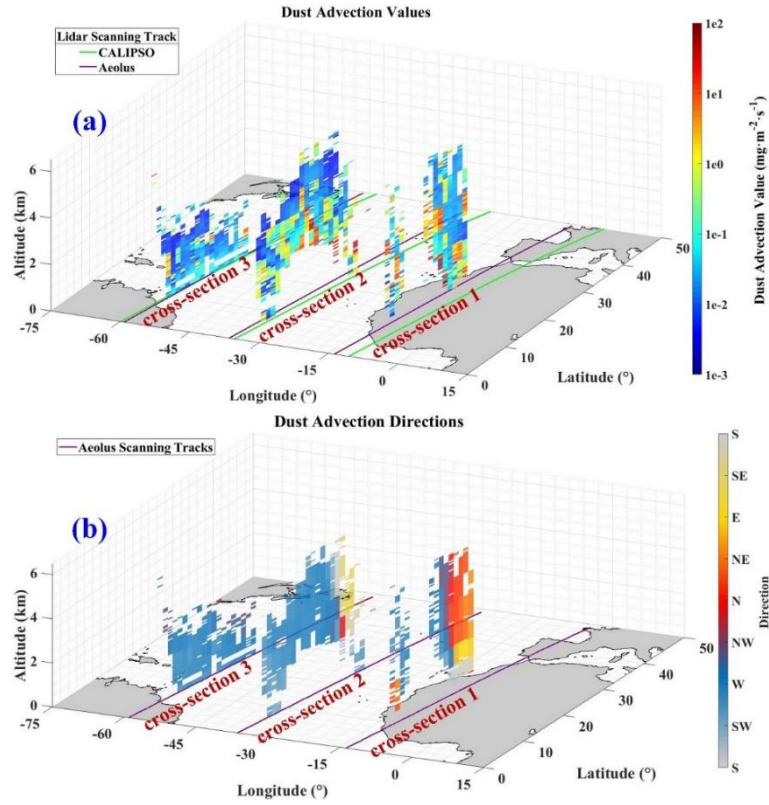 Dust Advection Values
Lidar Scanning Track
CALIPSO
Aeolus
(a)
6
4
2
0
Altitude (km)
-75
-60
-45
-30
-15
0
15
Longitude (°)
0
10
20
30
40
50
Latitude (°)
cross-section 3
cross-section 2
cross-section 1
1e2
1e1
1e0
1e-1
1e-2
1e-3
Dust Advection Value (mg·m⁻²·s⁻¹)
Dust Advection Directions
Aeolus Scanning Tracks
(b)
6
4
2
0
Altitude (km)
-75
-60
-45
-30
-15
0
15
Longitude (°)
0
10
20
30
40
50
Latitude (°)
cross-section 3
cross-section 2
cross-section 1
S
SE
E
NE
N
NW
W
SW
S
Direction